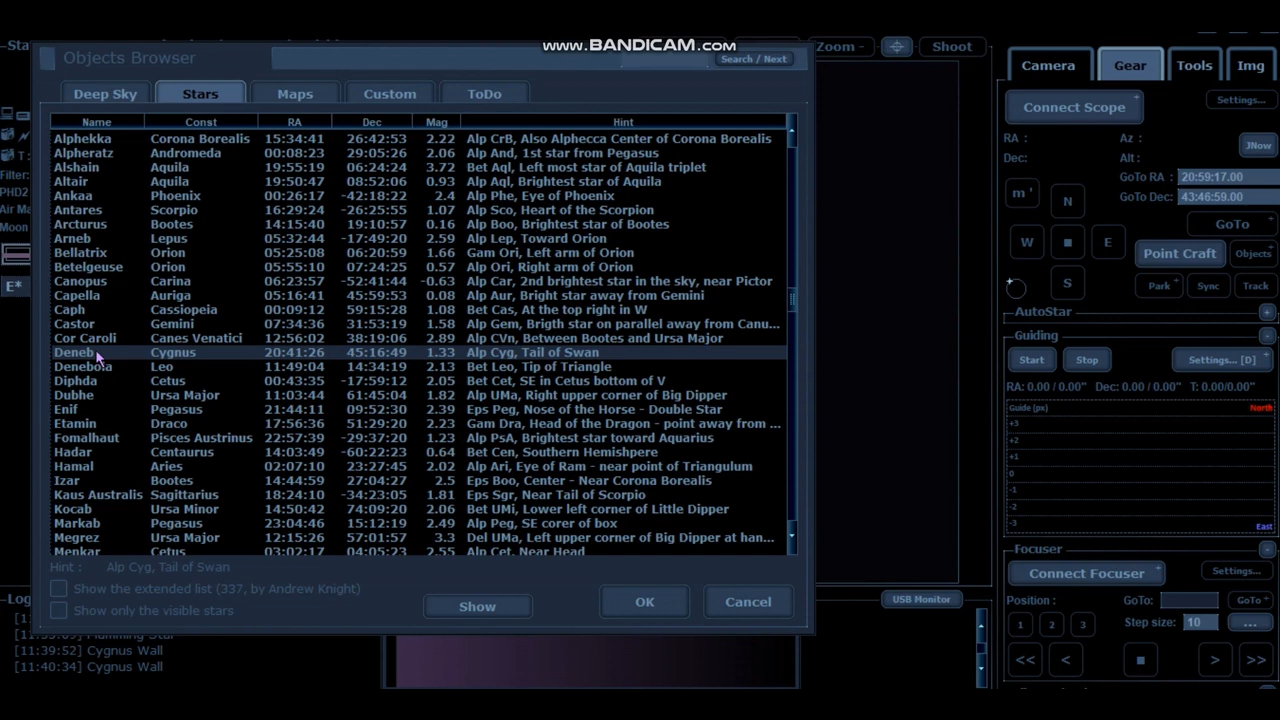 www.BANDICAM.com
Objects Browser
Search / Next
Zoom -
Shoot
Deep Sky
Stars
Maps
Custom
ToDo
Name Const RA Dec Mag Hint
Alphekka Corona Borealis 15:34:41 26:42:53 2.22 Alp CrB, Also Alphecca Center of Corona Borealis
Alpheratz Andromeda 00:08:23 29:05:26 2.06 Alp And, 1st star from Pegasus
Alshain Aquila 19:55:19 06:24:24 3.72 Bet Aql, Left most star of Aquila triplet
Altair Aquila 19:50:47 08:52:06 0.93 Alp Aql, Brightest star of Aquila
Ankaa Phoenix 00:26:17 -42:18:22 2.4 Alp Phe, Eye of Phoenix
Antares Scorpio 16:29:24 -26:25:55 1.07 Alp Sco, Heart of the Scorpion
Arcturus Bootes 14:15:40 19:10:57 0.16 Alp Boo, Brightest star of Bootes
Arneb Lepus 05:32:44 -17:49:20 2.59 Alp Lep, Toward Orion
Bellatrix Orion 05:25:08 06:20:59 1.66 Gam Ori, Left arm of Orion
Betelgeuse Orion 05:55:10 07:24:25 0.57 Alp Ori, Right arm of Orion
Canopus Carina 06:23:57 -52:41:44 -0.63 Alp Car, 2nd brightest star in the sky, near Pictor
Capella Auriga 05:16:41 45:59:53 0.08 Alp Aur, Bright star away from Gemini
Caph Cassiopeia 00:09:12 59:15:28 1.08 Bet Cas, At the top right in W
Castor Gemini 07:34:36 31:53:19 1.58 Alp Gem, Brigth star on parallel away from Canu...
Cor Caroli Canes Venatici 12:56:02 38:19:06 2.89 Alp CVn, Between Bootes and Ursa Major
Deneb Cygnus 20:41:26 45:16:49 1.33 Alp Cyg, Tail of Swan
Denebola Leo 11:49:04 14:34:19 2.13 Bet Leo, Tip of Triangle
Diphda Cetus 00:43:35 -17:59:12 2.05 Bet Cet, SE in Cetus bottom of V
Dubhe Ursa Major 11:03:44 61:45:04 1.82 Alp UMa, Right upper corner of Big Dipper
Enif Pegasus 21:44:11 09:52:30 2.39 Eps Peg, Nose of the Horse - Double Star
Etamin Draco 17:56:36 51:29:20 2.23 Gam Dra, Head of the Dragon - point away from ...
Fomalhaut Pisces Austrinus 22:57:39 -29:37:20 1.23 Alp PsA, Brightest star toward Aquarius
Hadar Centaurus 14:03:49 -60:22:23 0.64 Bet Cen, Southern Hemishpere
Hamal Aries 02:07:10 23:27:45 2.02 Alp Ari, Eye of Ram - near point of Triangulum
Izar Bootes 14:44:59 27:04:27 2.5 Eps Boo, Center - Near Corona Borealis
Kaus Australis Sagittarius 18:24:10 -34:23:05 1.81 Eps Sgr, Near Tail of Scorpio
Kocab Ursa Minor 14:50:42 74:09:20 2.06 Bet UMi, Lower left corner of Little Dipper
Markab Pegasus 23:04:46 15:12:19 2.49 Alp Peg, SE corer of box
Megrez Ursa Major 12:15:26 57:01:57 3.3 Del UMa, Left upper corner of Big Dipper at han...
Menkar Cetus 03:02:17 04:05:23 2.55 Alp Cet, Near Head
Hint : Alp Cyg, Tail of Swan
Show the extended list (337, by Andrew Knight)
Show only the visible stars
Show
OK
Cancel
[11:39:52] Cygnus Wall
[11:40:34] Cygnus Wall
USB Monitor
T :
Filter:
PHD2
Air Ma
Moon
E*
Camera
Gear
Tools
Img
Connect Scope
Settings...
RA : Az :
Dec: Alt :
JNow
GoTo RA : 20:59:17.00
GoTo Dec: 43:46:59.00
m '
N
GoTo
W
E
Point Craft
Objects
S
Park
Sync
Track
AutoStar
Guiding
Start
Stop
Settings... [D]
RA: 0.00 / 0.00" Dec: 0.00 / 0.00" T: 0.00/0.00"
Guide (px)
North
+3
+2
+1
0
-1
-2
-3
East
Focuser
Connect Focuser
Settings...
Position :
GoTo:
GoTo
1 2 3
Step size: 10
...
<< < > >>